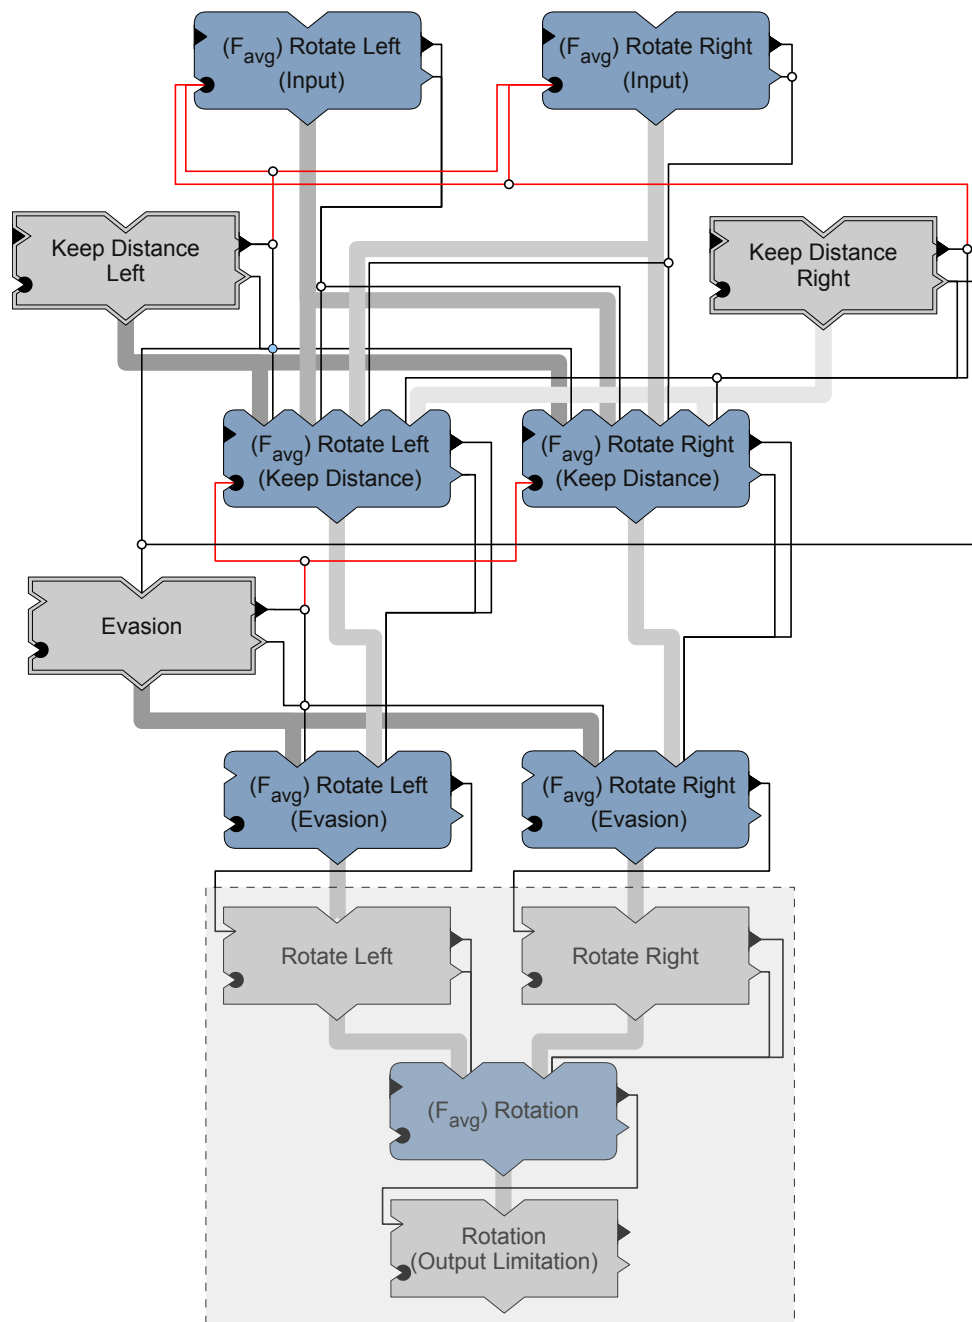 (Favg) Rotate Left
(Input)
(Favg) Rotate Right
(Input)
Keep Distance
Left
Keep Distance
Right
(Favg) Rotate Left
(Keep Distance)
(Favg) Rotate Right
(Keep Distance)
Evasion
(Favg) Rotate Left
(Evasion)
(Favg) Rotate Right
(Evasion)
Rotate Left
Rotate Right
(Favg) Rotation
Rotation
(Output Limitation)